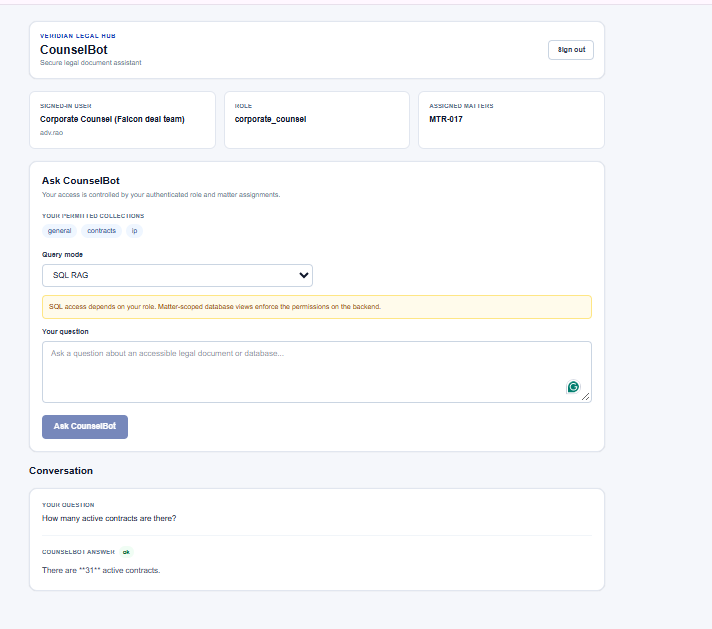 VERIDIAN LEGAL HUB
CounselBot
Secure legal document assistant
Sign out
SIGNED-IN USER
Corporate Counsel (Falcon deal team)
adv.rao
ROLE
corporate_counsel
ASSIGNED MATTERS
MTR-017
Ask CounselBot
Your access is controlled by your authenticated role and matter assignments.
YOUR PERMITTED COLLECTIONS
general contracts ip
Query mode
SQL RAG
SQL access depends on your role. Matter-scoped database views enforce the permissions on the backend.
Your question
Ask a question about an accessible legal document or database...
Ask CounselBot
Conversation
YOUR QUESTION
How many active contracts are there?
COUNSELBOT ANSWER ok
There are **31** active contracts.